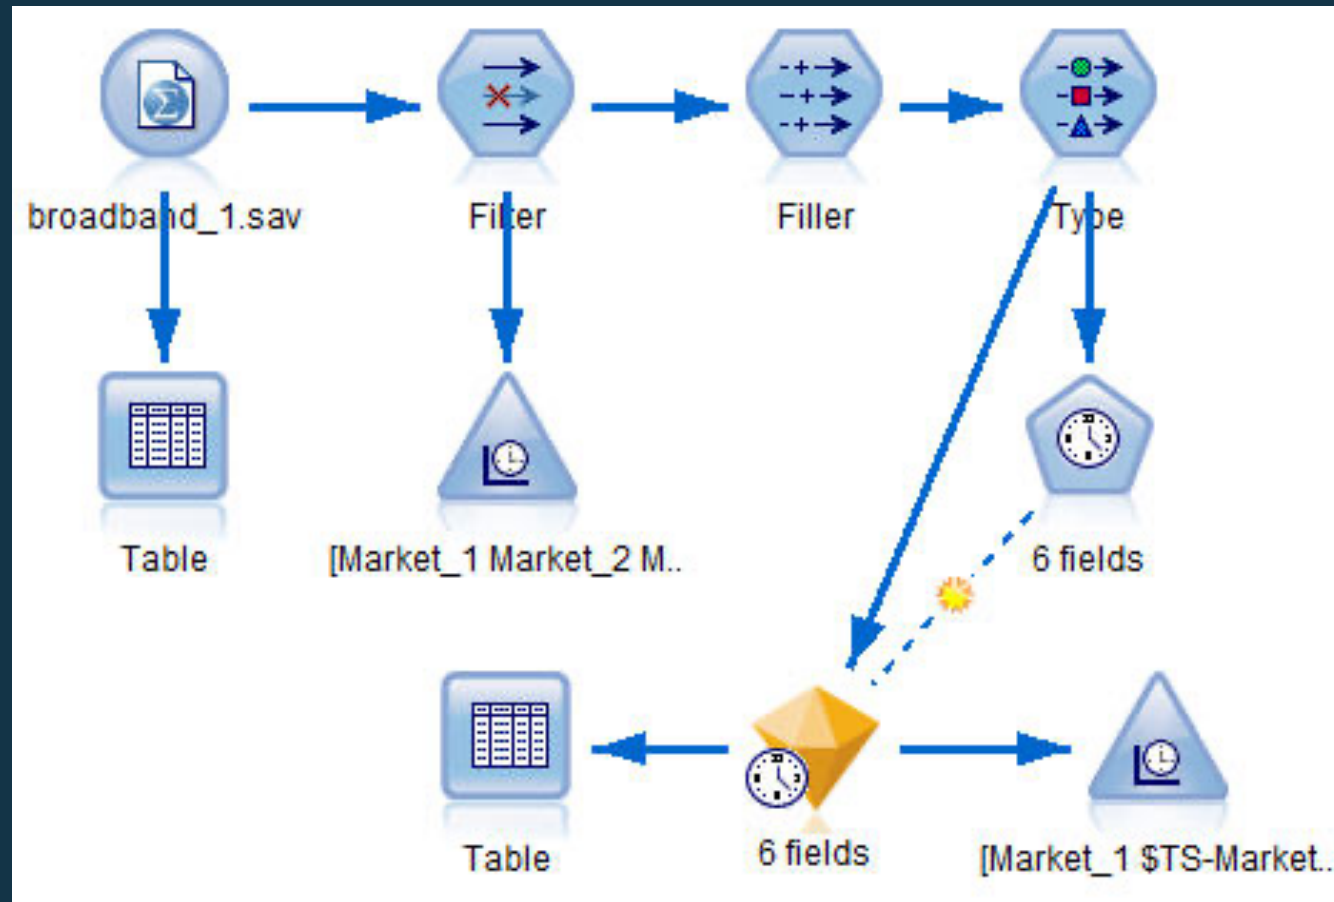 broadband_1.sav
Filter
Filler
Type
Table
[Market_1 Market_2 M..
6 fields
Table
6 fields
[Market_1 $TS-Market..